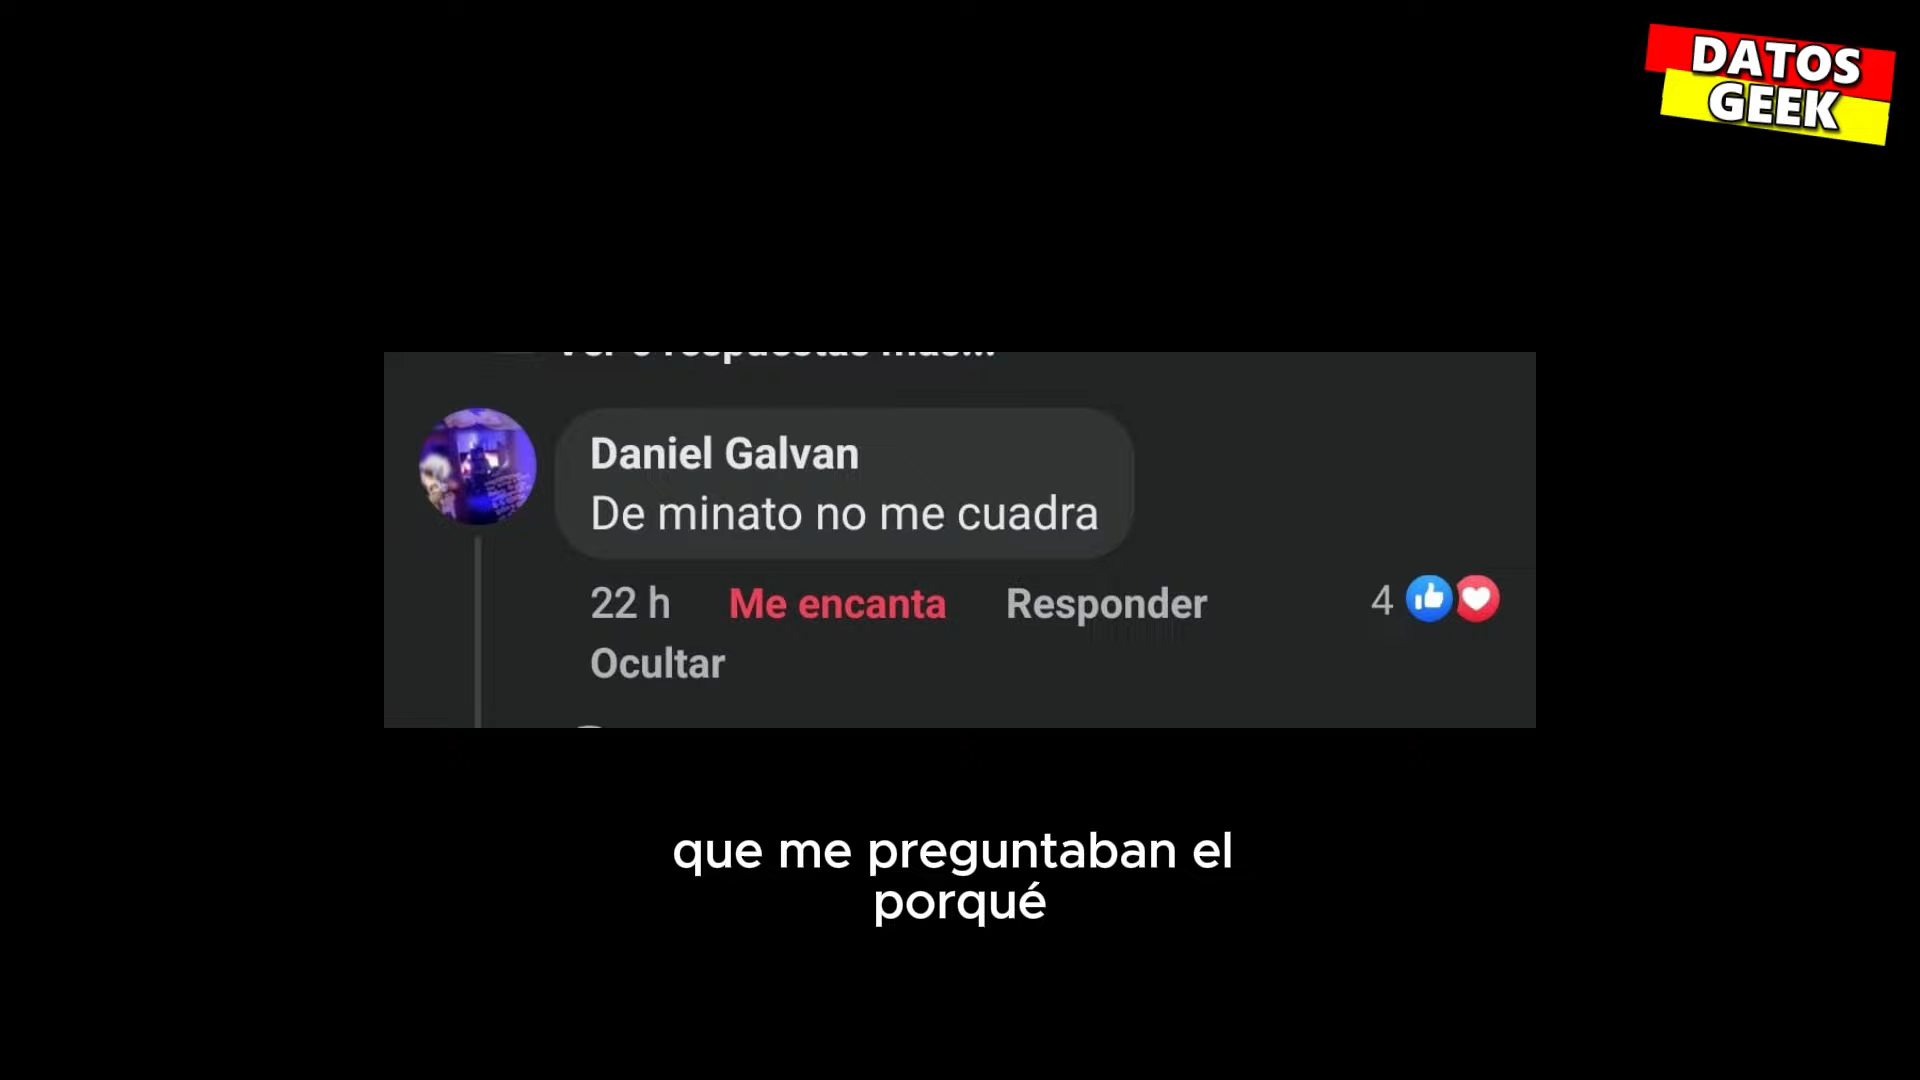 DATOS
GEEK
Daniel Galvan
De minato no me cuadra
22 h Me encanta Responder 4
Ocultar
que me preguntaban el
porqué